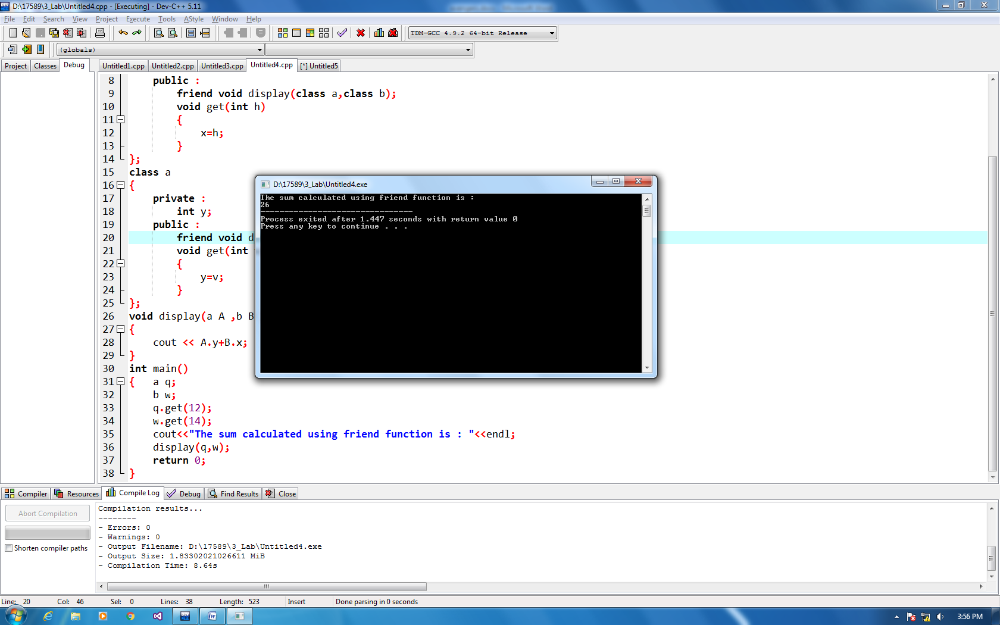 D:\17589\3_Lab\Untitled4.cpp - [Executing] - Dev-C++ 5.11
File Edit Search View Project Execute Tools AStyle Window Help
TDM-GCC 4.9.2 64-bit Release
(globals)
Project Classes Debug Untitled1.cpp Untitled2.cpp Untitled3.cpp Untitled4.cpp [*] Untitled5
8 public :
9 friend void display(class a,class b);
10 void get(int h)
11 {
12 x=h;
13 }
14 };
15 class a
16 {
17 private :
18 int y;
19 public :
20 friend void d
21 void get(int
22 {
23 y=v;
24 }
25 };
26 void display(a A ,b B
27 {
28 cout << A.y+B.x;
29 }
30 int main()
31 { a q;
32 b w;
33 q.get(12);
34 w.get(14);
35 cout<<"The sum calculated using friend function is : "<<endl;
36 display(q,w);
37 return 0;
38 }
D:\17589\3_Lab\Untitled4.exe
The sum calculated using friend function is :
26
--------------------------------
Process exited after 1.447 seconds with return value 0
Press any key to continue . . .
Compiler Resources Compile Log Debug Find Results Close
Abort Compilation
Shorten compiler paths
Compilation results...
--------
- Errors: 0
- Warnings: 0
- Output Filename: D:\17589\3_Lab\Untitled4.exe
- Output Size: 1.83302021026611 MiB
- Compilation Time: 8.64s
Line: 20 Col: 46 Sel: 0 Lines: 38 Length: 523 Insert Done parsing in 0 seconds
3:56 PM